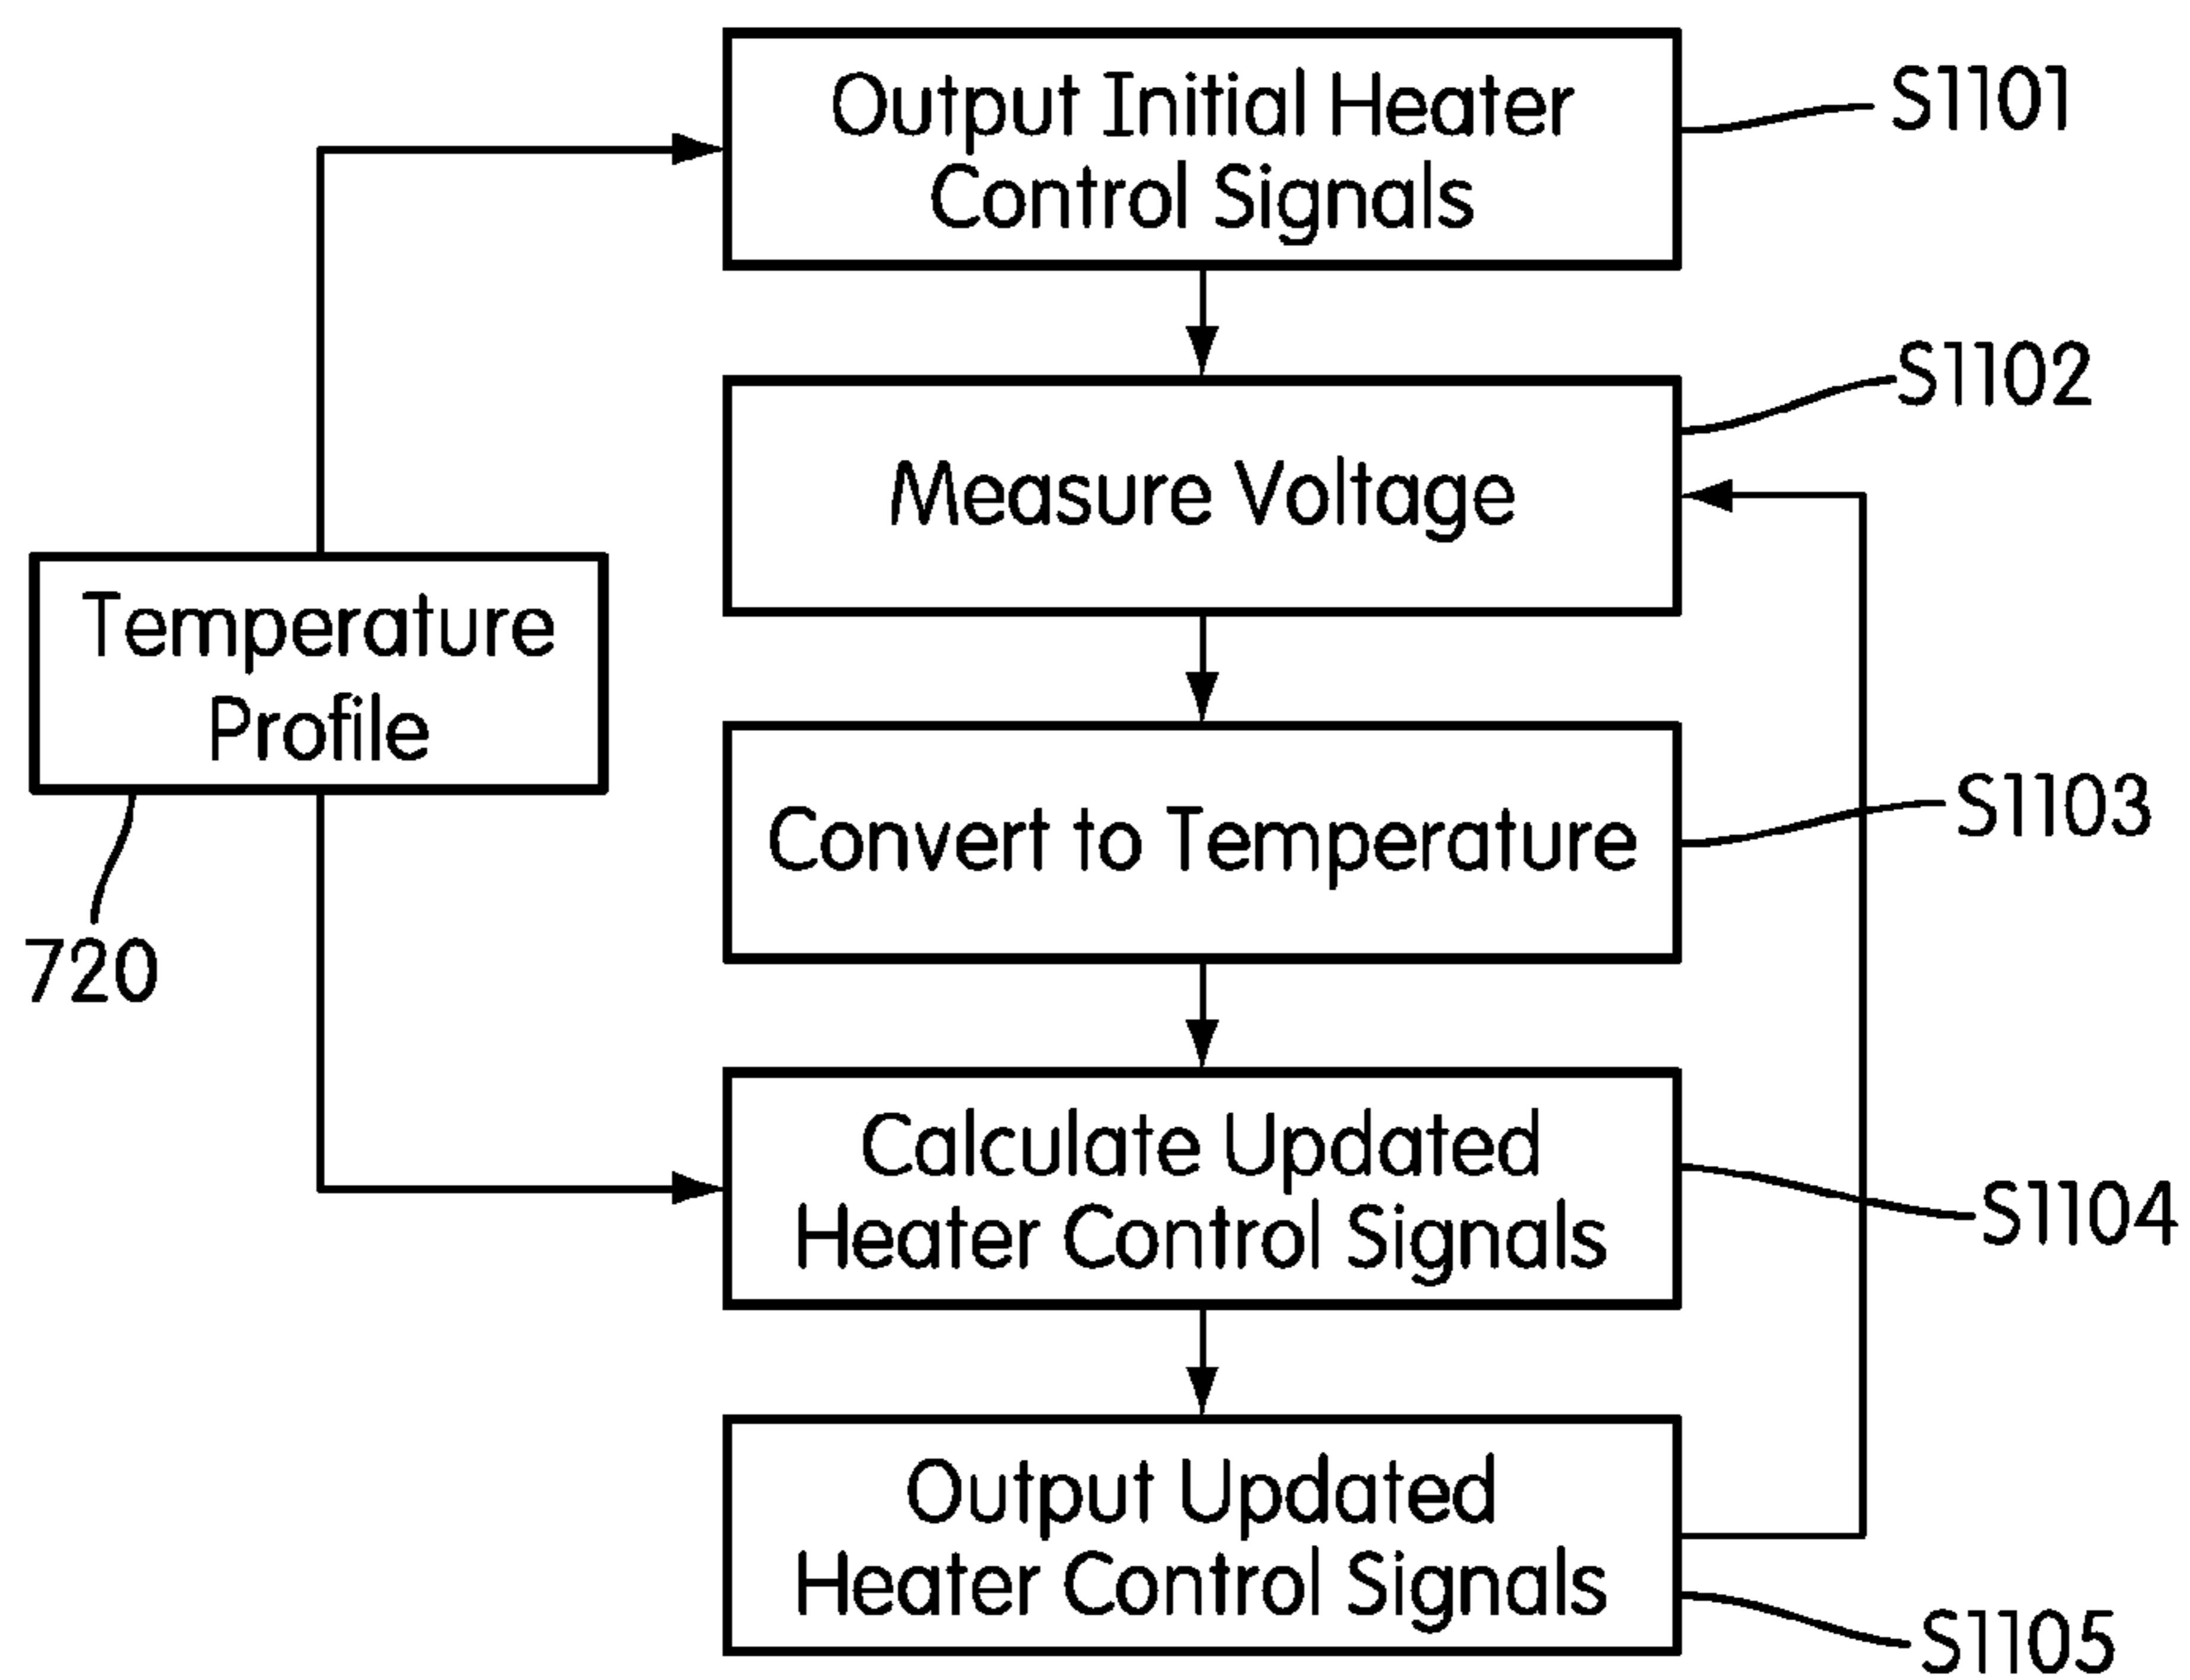 Output Initial Heater
Control Signals
S1101
S1102
Measure Voltage
Temperature
Profile
720
Convert to Temperature
S1103
Calculate Updated
Heater Control Signals
S1104
Output Updated
Heater Control Signals
S1105